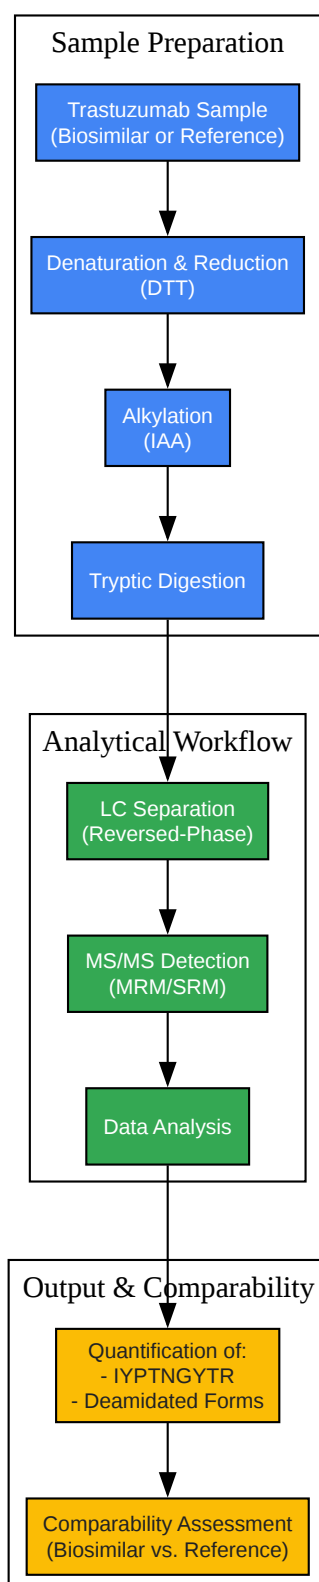 Sample Preparation
Trastuzumab Sample
(Biosimilar or Reference)
Denaturation & Reduction
(DTT)
Alkylation
(IAA)
Tryptic Digestion
Analytical Workflow
LC Separation
(Reversed-Phase)
MS/MS Detection
(MRM/SRM)
Data Analysis
Output & Comparability
Quantification of:
- IYPTNGYTR
- Deamidated Forms
Comparability Assessment
(Biosimilar vs. Reference)